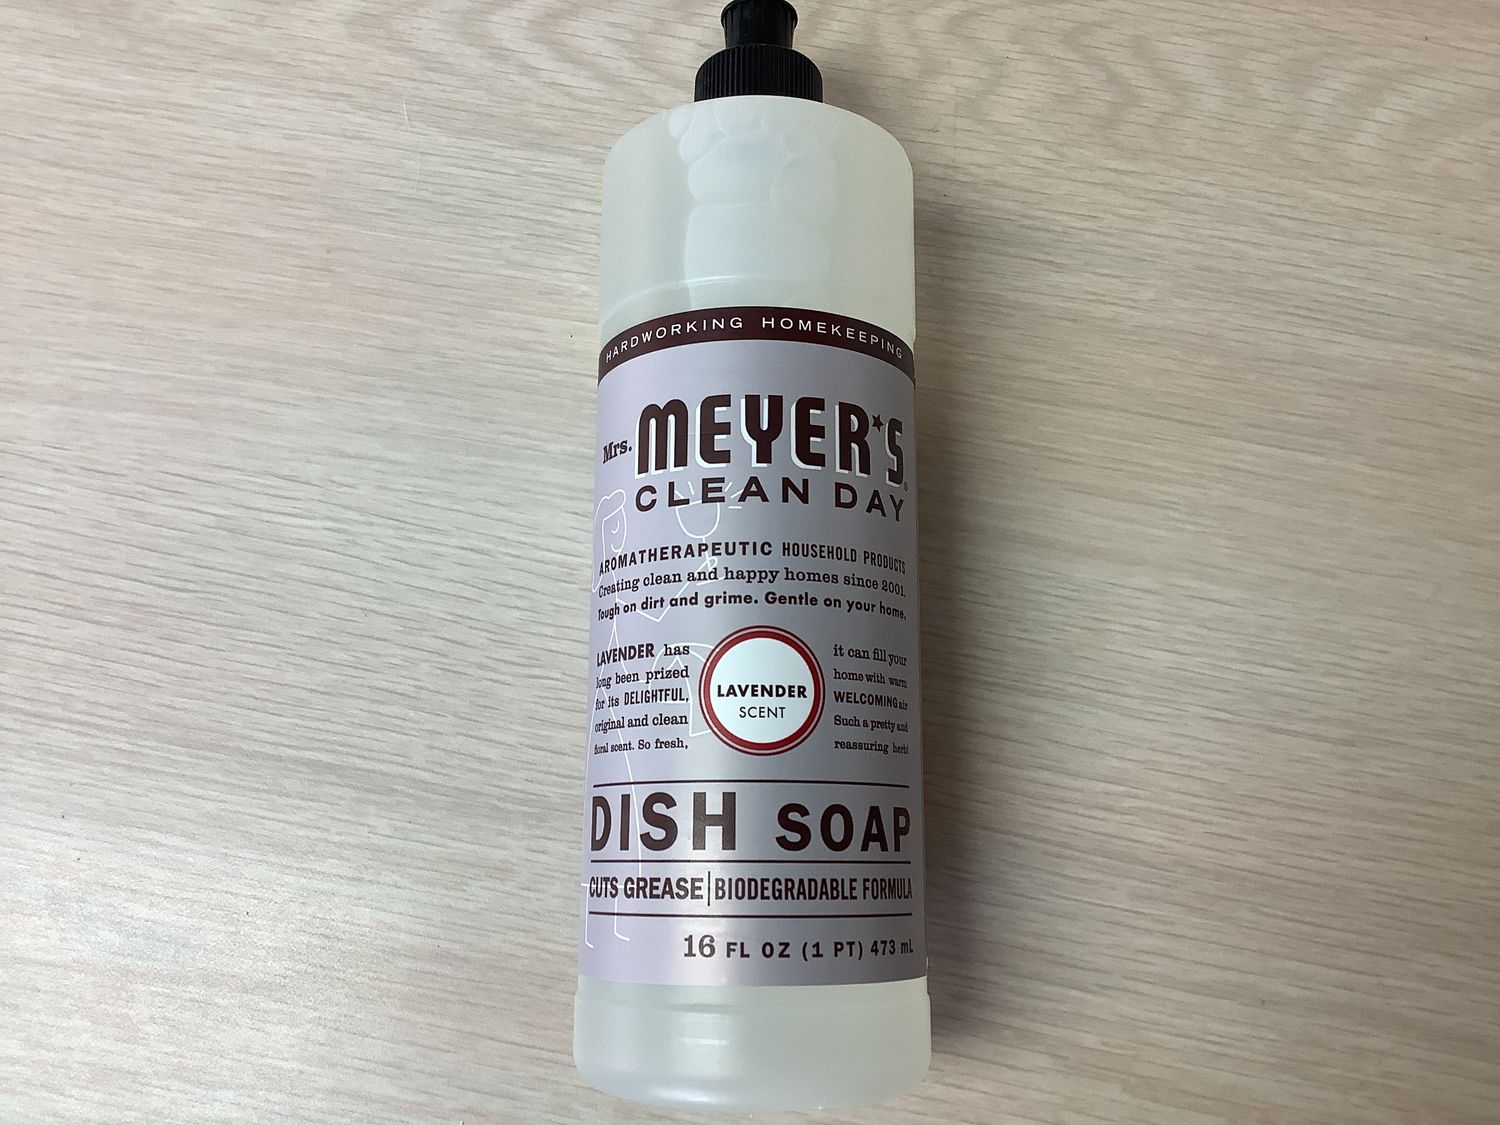 HARDWORKING HOMEKEEPING
Mrs. MEYER'S
CLEAN DAY
AROMATHERAPEUTIC HOUSEHOLD PRODUCTS
Creating clean and happy homes since 2001.
Tough on dirt and grime. Gentle on your home.
LAVENDER has
long been prized
for its DELIGHTFUL,
original and clean
floral scent. So fresh,
LAVENDER
SCENT
it can fill your
home with warm
WELCOMING air
Such a pretty and
reassuring herb!
DISH SOAP
CUTS GREASE | BIODEGRADABLE FORMULA
16 FL OZ (1 PT) 473 mL